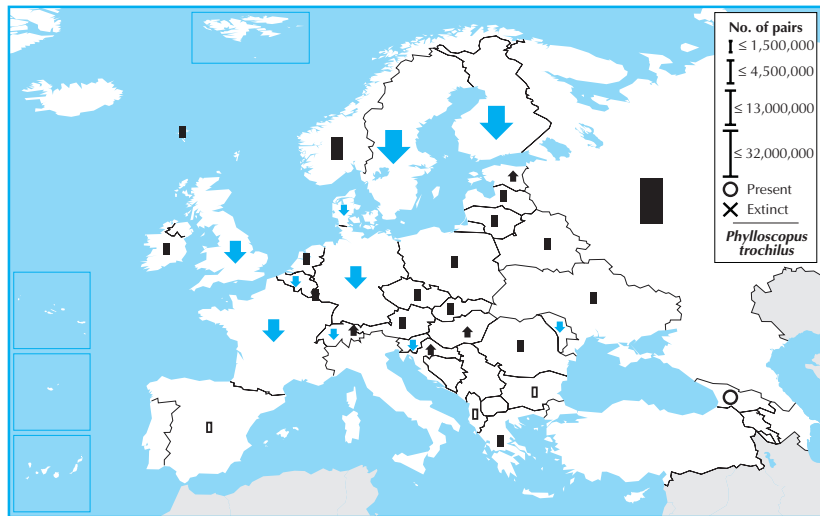 No. of pairs
≤ 1,500,000
≤ 4,500,000
≤ 13,000,000
≤ 32,000,000
Present
Extinct
Phylloscopus
trochilus